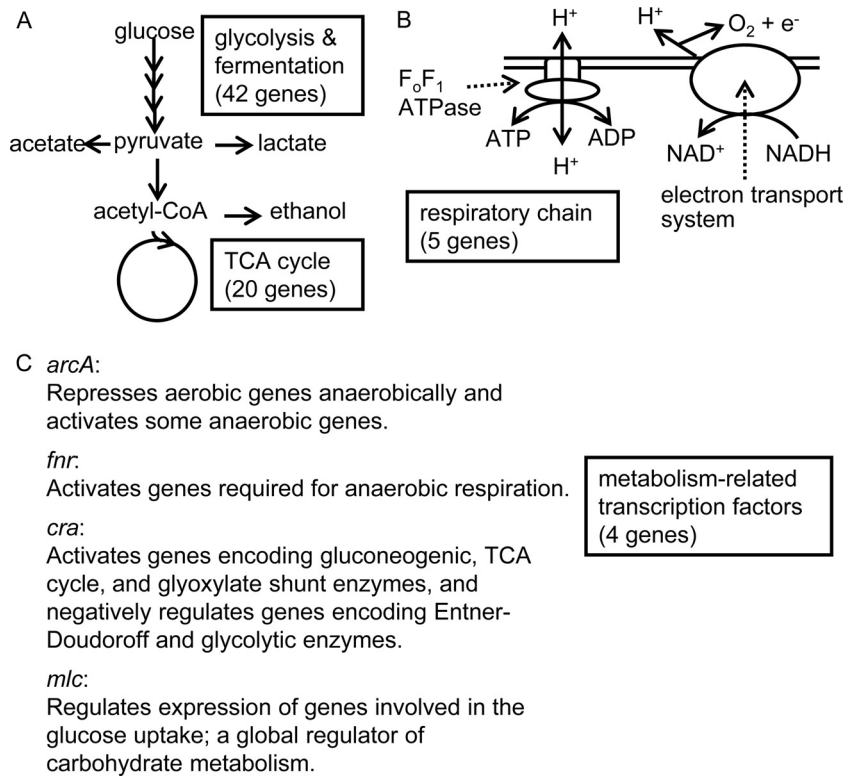 A
glucose
glycolysis &
fermentation
(42 genes)
acetate
pyruvate
lactate
acetyl-CoA
ethanol
TCA cycle
(20 genes)
B
H⁺
H⁺
O₂ + e⁻
FₒF₁
ATPase
ATP
ADP
H⁺
NAD⁺
NADH
electron transport
system
respiratory chain
(5 genes)
C
arcA:
Represses aerobic genes anaerobically and
activates some anaerobic genes.
fnr:
Activates genes required for anaerobic respiration.
cra:
Activates genes encoding gluconeogenic, TCA
cycle, and glyoxylate shunt enzymes, and
negatively regulates genes encoding Entner-
Doudoroff and glycolytic enzymes.
mlc:
Regulates expression of genes involved in the
glucose uptake; a global regulator of
carbohydrate metabolism.
metabolism-related
transcription factors
(4 genes)